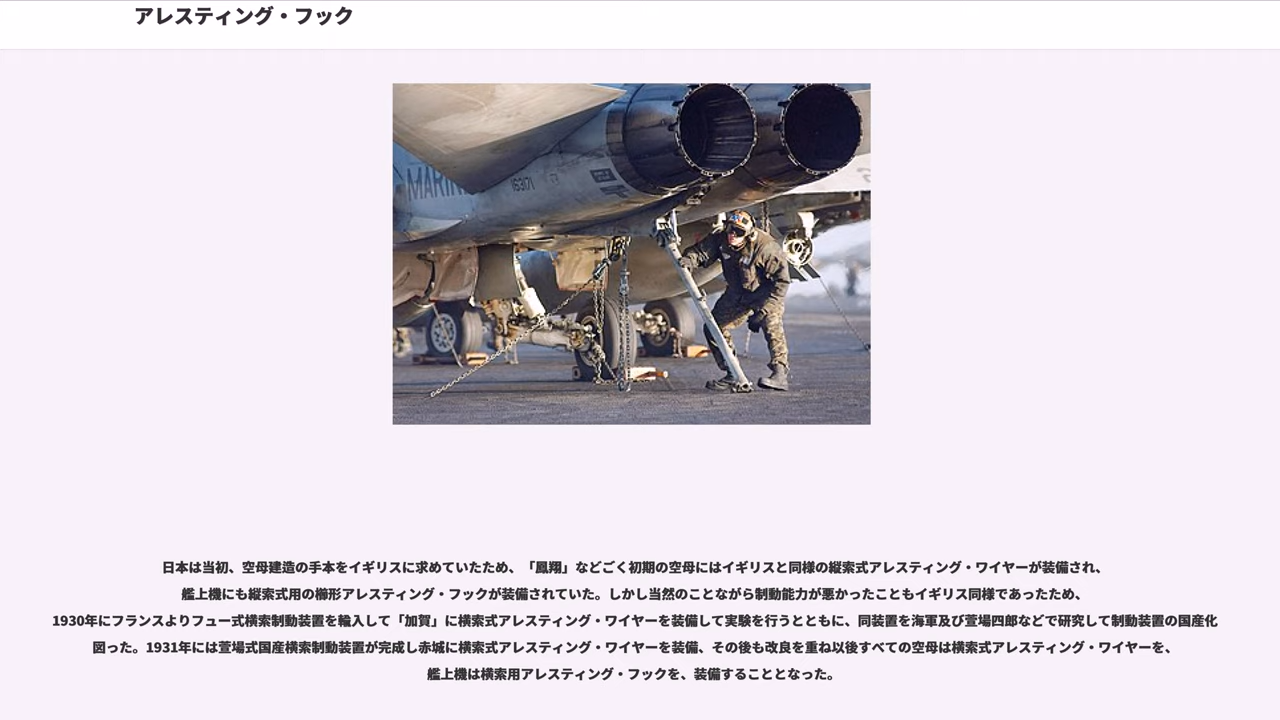 アレスティング・フック
MARIN
163171
日本は当初、空母建造の手本をイギリスに求めていたため、「鳳翔」などごく初期の空母にはイギリスと同様の縦索式アレスティング・ワイヤーが装備され、
艦上機にも縦索式用の櫛形アレスティング・フックが装備されていた。しかし当然のことながら制動能力が悪かったこともイギリス同様であったため、
1930年にフランスよりフュー式横索制動装置を輸入して「加賀」に横索式アレスティング・ワイヤーを装備して実験を行うとともに、同装置を海軍及び萱場四郎などで研究して制動装置の国産化
図った。1931年には萱場式国産横索制動装置が完成し赤城に横索式アレスティング・ワイヤーを装備、その後も改良を重ね以後すべての空母は横索式アレスティング・ワイヤーを、
艦上機は横索用アレスティング・フックを、装備することとなった。